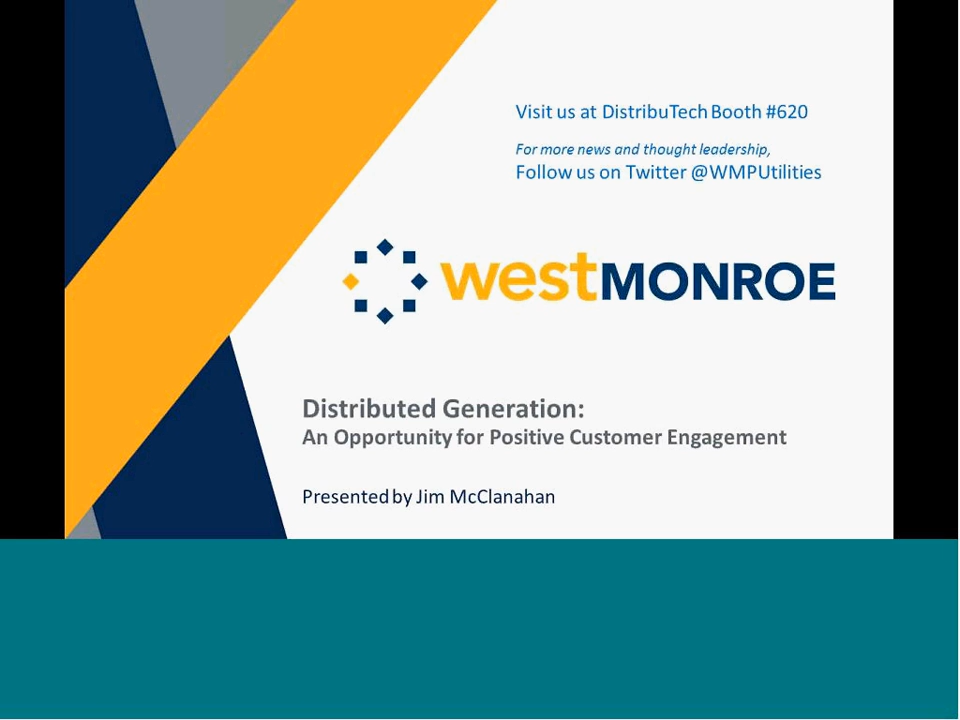 Visit us at DistribuTech Booth #620
For more news and thought leadership,
Follow us on Twitter @WMPUtilities
westMONROE
Distributed Generation:
An Opportunity for Positive Customer Engagement
Presented by Jim McClanahan